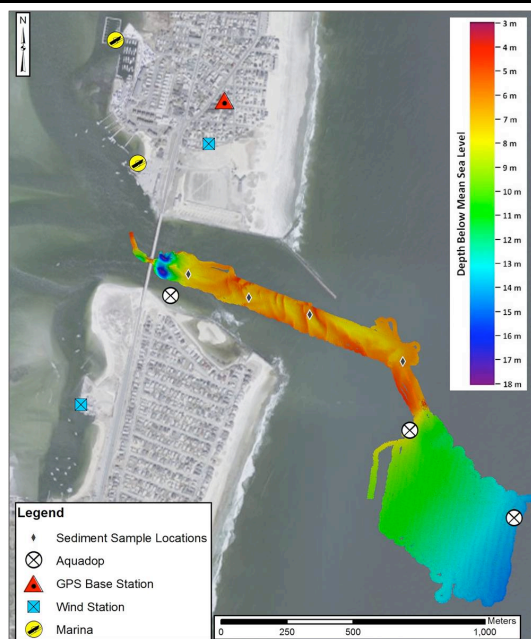 N
3 m
4 m
5 m
6 m
7 m
8 m
9 m
10 m
11 m
12 m
13 m
14 m
15 m
16 m
17 m
18 m
Depth Below Mean Sea Level
Legend
Sediment Sample Locations
Aquadop
GPS Base Station
Wind Station
Marina
Meters
0 250 500 1,000